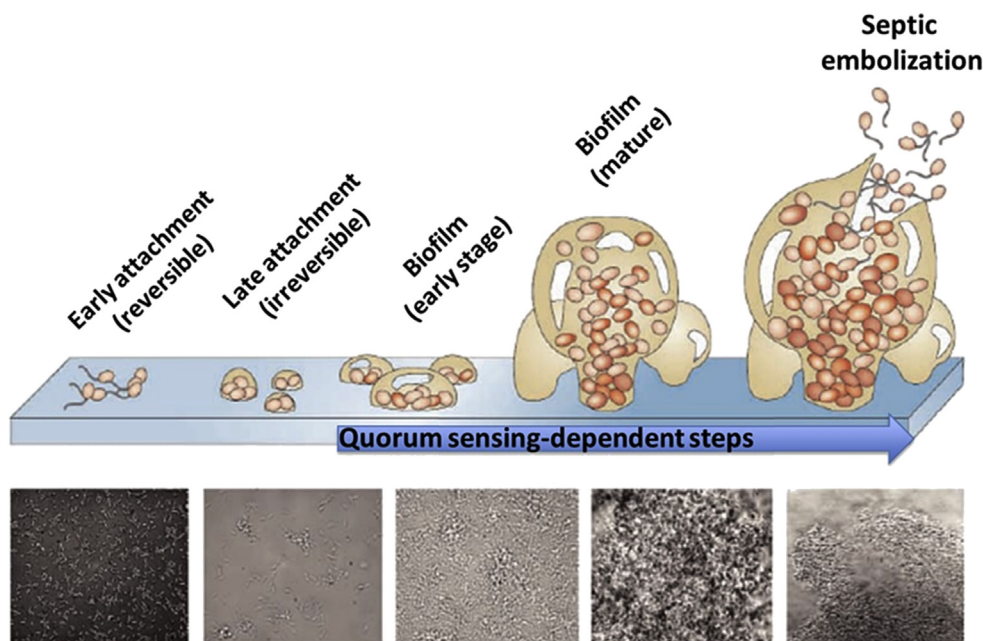 Septic
embolization
Biofilm
(mature)
Early attachment
(reversible)
Late attachment
(irreversible)
Biofilm
(early stage)
Quorum sensing-dependent steps